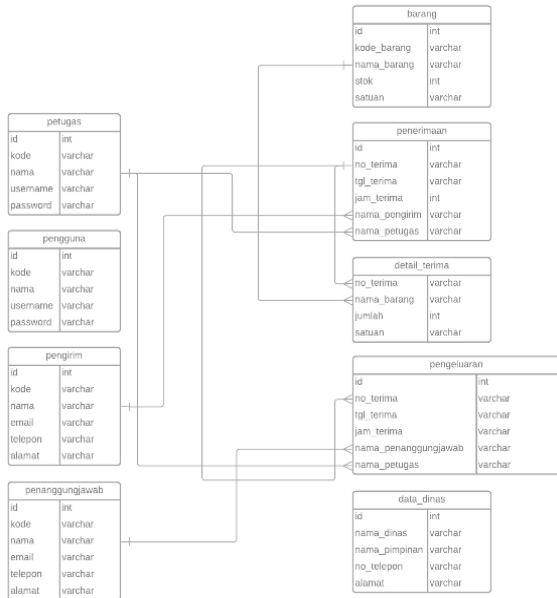 petugas
id int
kode varchar
nama varchar
username varchar
password varchar
pengguna
id int
kode varchar
nama varchar
username varchar
password varchar
pengirim
id int
kode varchar
nama varchar
email varchar
telepon varchar
alamat varchar
penanggungjawab
id int
kode varchar
nama varchar
email varchar
telepon varchar
alamat varchar
barang
id int
kode_barang varchar
nama_barang varchar
stok int
satuan varchar
penerimaan
id int
no_terima varchar
tgl_terima varchar
jam_terima int
nama_pengirim varchar
nama_petugas varchar
detail_terima
no_terima varchar
nama_barang varchar
jumlah int
satuan varchar
pengeluaran
id int
no_terima varchar
tgl_terima varchar
jam_terima varchar
nama_penanggungjawab varchar
nama_petugas varchar
data_dinas
id int
nama_dinas varchar
nama_pimpinan varchar
no_telepon varchar
alamat varchar